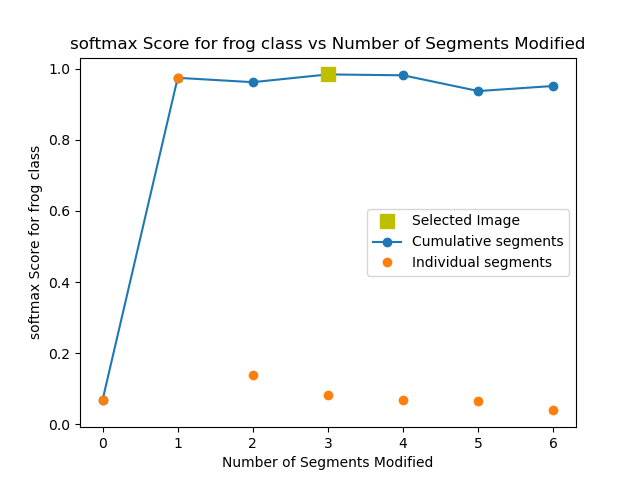 softmax Score for frog class vs Number of Segments Modified
1.0
0.8
0.6
0.4
0.2
0.0
softmax Score for frog class
Selected Image
Cumulative segments
Individual segments
0 1 2 3 4 5 6
Number of Segments Modified